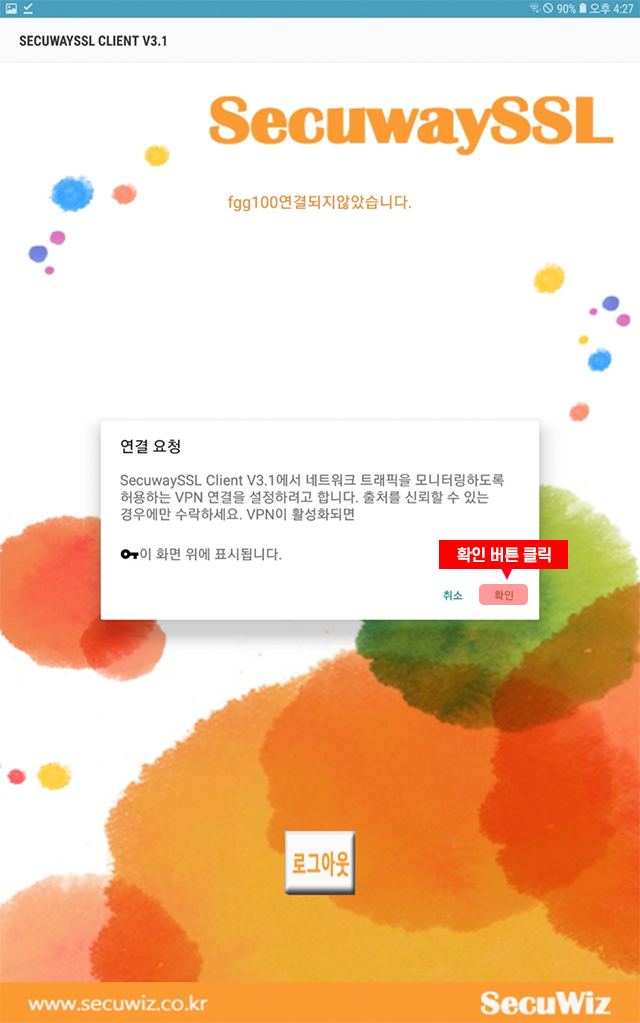 90% 오후 4:27
SECUWAYSSL CLIENT V3.1
SecuwaySSL
fgg100연결되지않았습니다.
연결 요청
SecuwaySSL Client V3.1에서 네트워크 트래픽을 모니터링하도록
허용하는 VPN 연결을 설정하려고 합니다. 출처를 신뢰할 수 있는
경우에만 수락하세요. VPN이 활성화되면
이 화면 위에 표시됩니다.
확인 버튼 클릭
취소 확인
로그아웃
www.secuwiz.co.kr SecuWiz